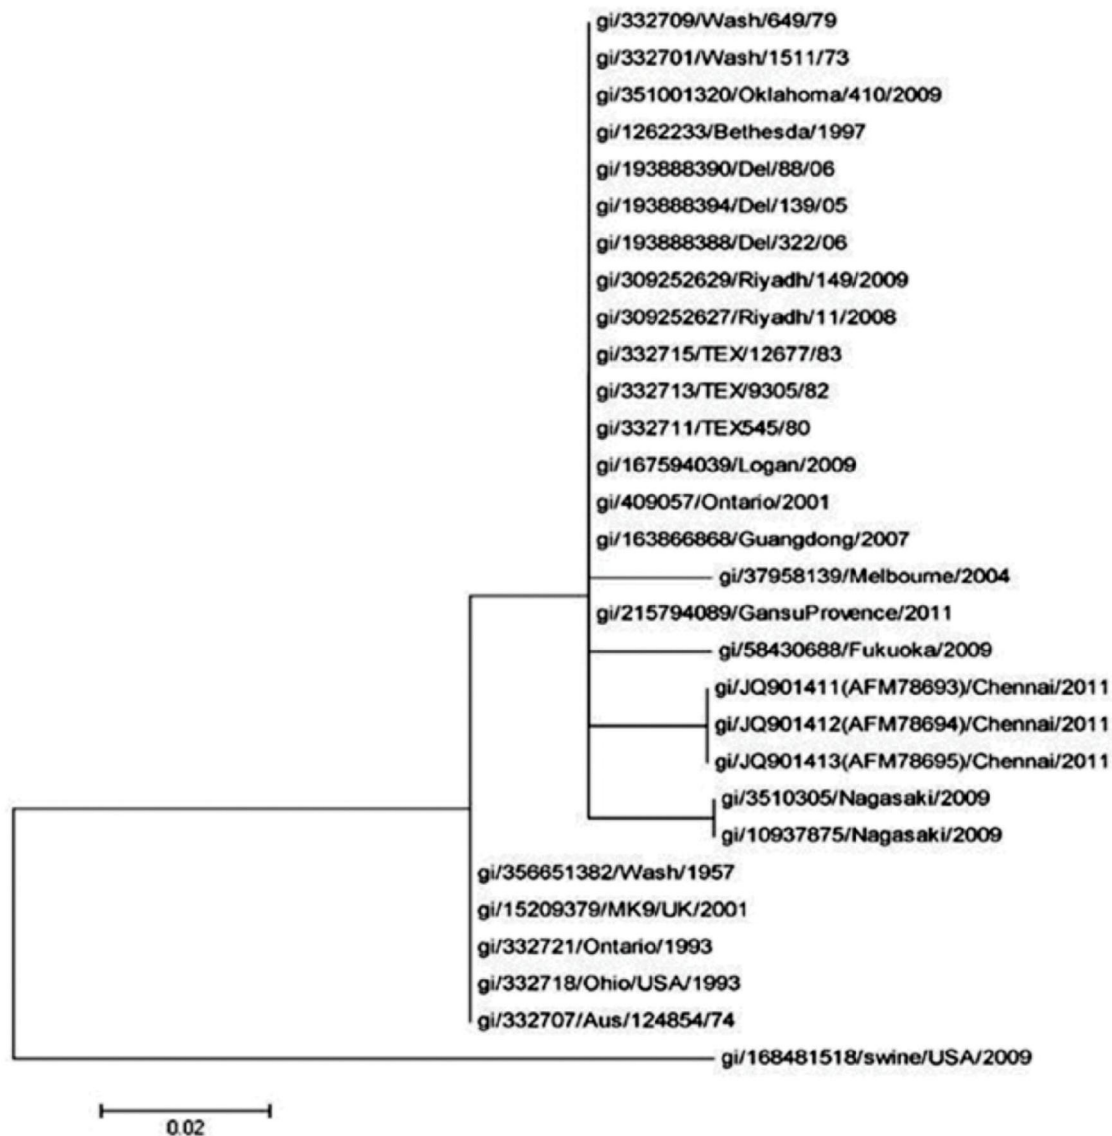 gi/332709/Wash/649/79
gi/332701/Wash/1511/73
gi/351001320/Oklahoma/410/2009
gi/1262233/Bethesda/1997
gi/193888390/Del/88/06
gi/193888394/Del/139/05
gi/193888388/Del/322/06
gi/309252629/Riyadh/149/2009
gi/309252627/Riyadh/11/2008
gi/332715/TEX/12677/83
gi/332713/TEX/9305/82
gi/332711/TEX545/80
gi/167594039/Logan/2009
gi/409057/Ontario/2001
gi/163866868/Guangdong/2007
gi/37958139/Melbourne/2004
gi/215794089/GansuProvence/2011
gi/58430688/Fukuoka/2009
gi/JQ901411(AFM78693)/Chennai/2011
gi/JQ901412(AFM78694)/Chennai/2011
gi/JQ901413(AFM78695)/Chennai/2011
gi/3510305/Nagasaki/2009
gi/10937875/Nagasaki/2009
gi/356651382/Wash/1957
gi/15209379/MK9/UK/2001
gi/332721/Ontario/1993
gi/332718/Ohio/USA/1993
gi/332707/Aus/124854/74
gi/168481518/swine/USA/2009
0.02